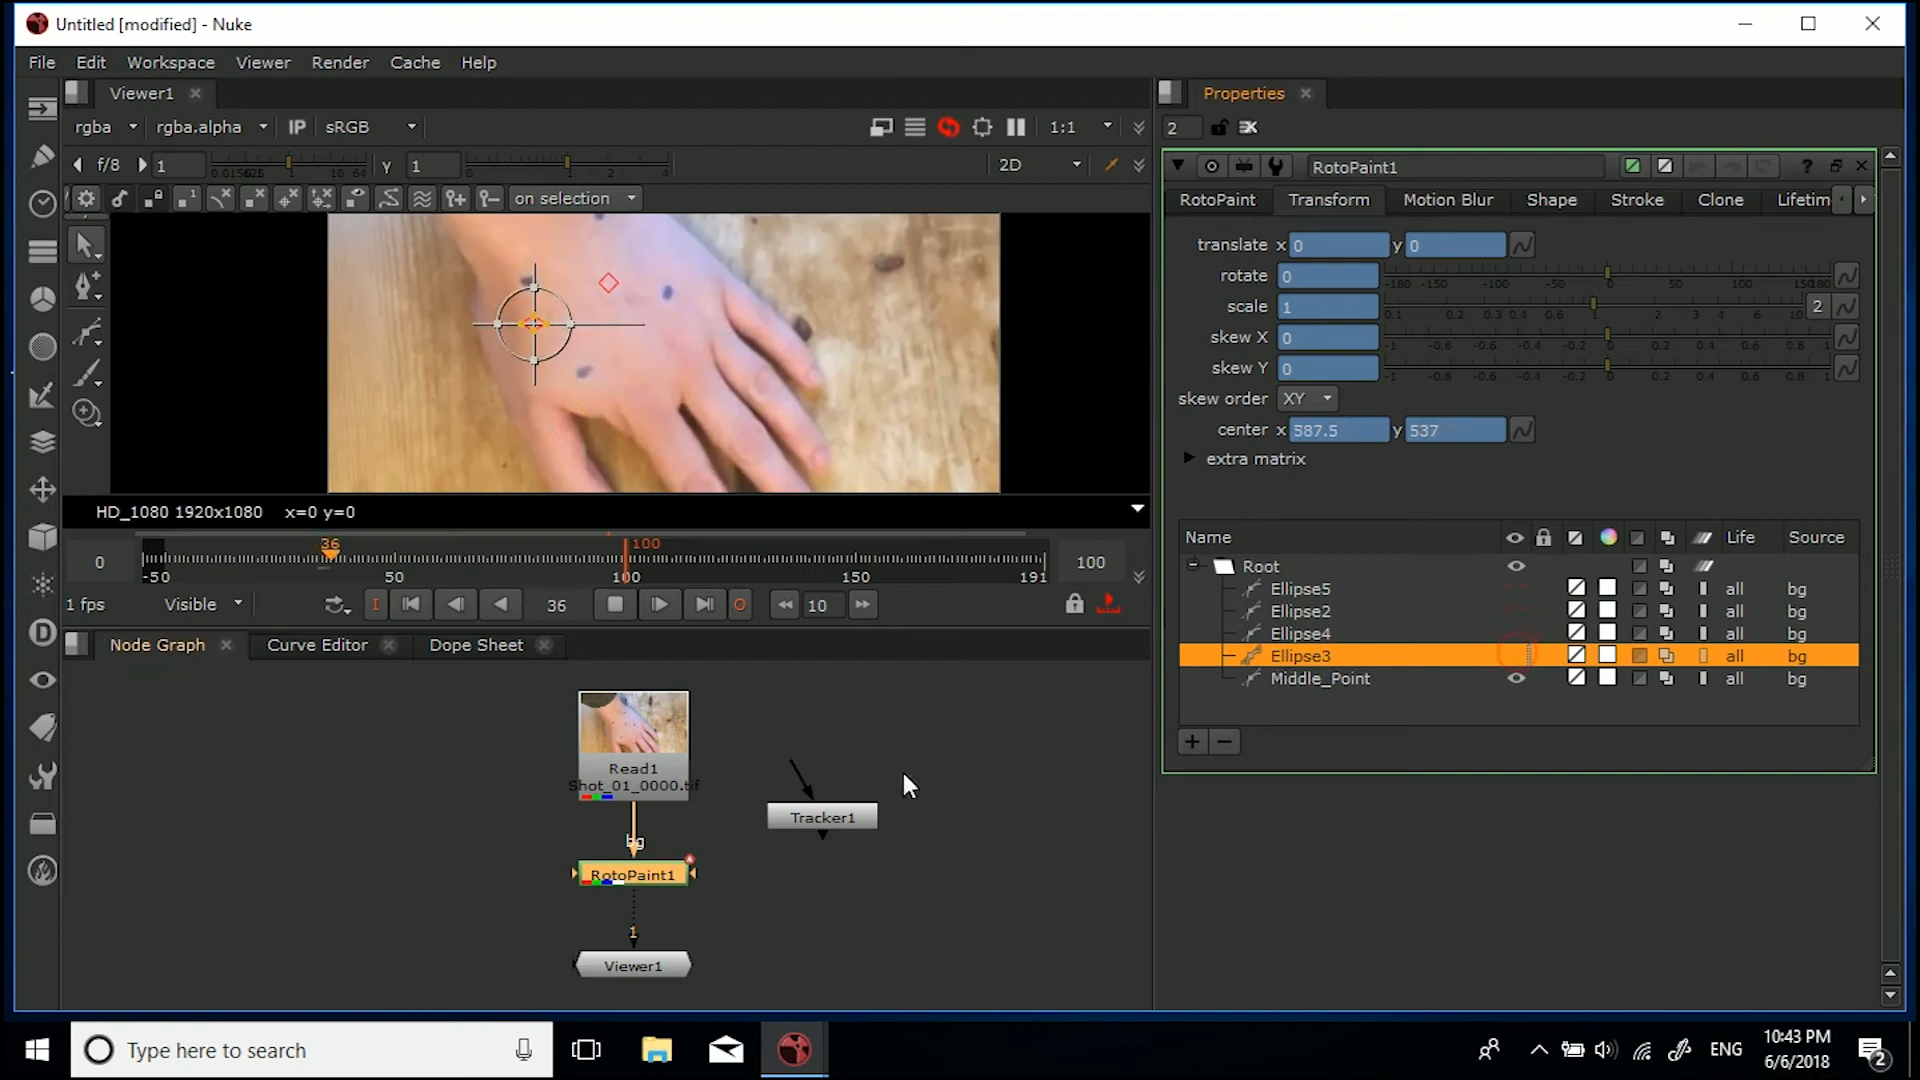 Untitled [modified] - Nuke
File Edit Workspace Viewer Render Cache Help
Viewer1
Properties
rgba rgba.alpha IP sRGB 1:1
2
f/8 1 Y 1 2D
on selection
RotoPaint1
RotoPaint Transform Motion Blur Shape Stroke Clone Lifetim
translate x 0 y 0
rotate 0 -180 -150 -100 -50 0 50 100
scale 1 0.1 0.2 0.4 0.6 1 2 3 4 6 10 2
skew X 0 -1 -0.8 -0.6 -0.4 -0.2 0 0.2 0.4 0.6 0.8 1
skew Y 0 -1 -0.8 -0.6 -0.4 -0.2 0 0.2 0.4 0.6 0.8 1
skew order XY
center x 587.5 y 537
extra matrix
HD_1080 1920x1080 x=0 y=0
Name Life Source
Root
Ellipse5 all bg
Ellipse2 all bg
Ellipse4 all bg
Ellipse3 all bg
Middle_Point all bg
36 100
0 100
-50 0 50 100 150 191
1 fps Visible I 36 O 10
Node Graph Curve Editor Dope Sheet
Read1
Shot_01_0000.tif
Tracker1
bg
RotoPaint1
1
Viewer1
Type here to search
ENG
10:43 PM
6/6/2018
2